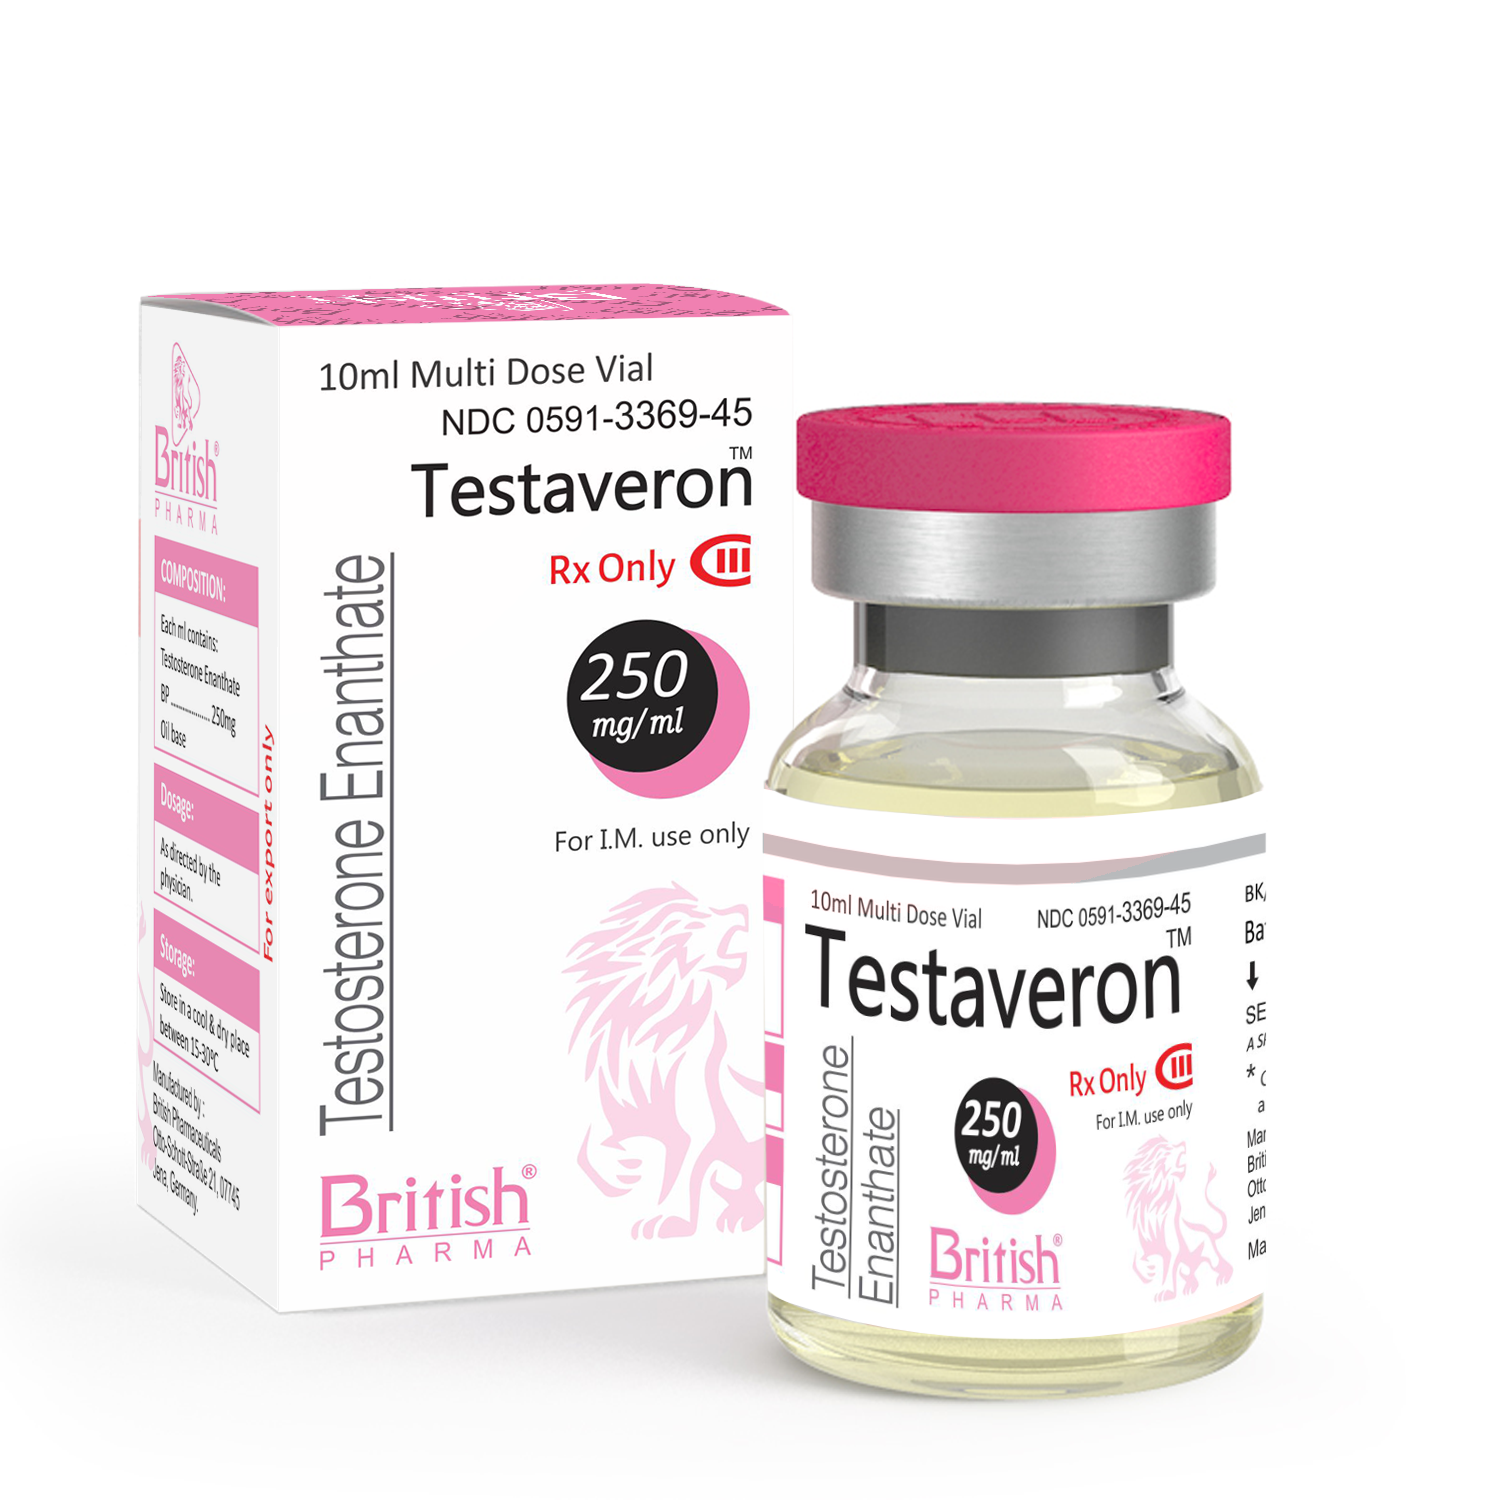 10ml Multi Dose Vial
NDC 0591-3369-45
Testaveron™
Rx Only CIII
Testosterone Enanthate
250
mg/ml
For I.M. use only
British®
PHARMA
British®
PHARMA
COMPOSITION:
Each ml contains:
Testosterone Enanthate
BP ................. 250mg
Oil base
Dosage:
As directed by the
physician.
Storage:
Store in a cool & dry place
between 15-30ºC
Manufactured by :
British Pharmaceuticals
Otto-Schott-Straße 21, 07745
Jena, Germany.
For export only
10ml Multi Dose Vial
NDC 0591-3369-45
Testaveron™
Rx Only CIII
For I.M. use only
Testosterone
Enanthate
250
mg/ml
British®
PHARMA
BK/